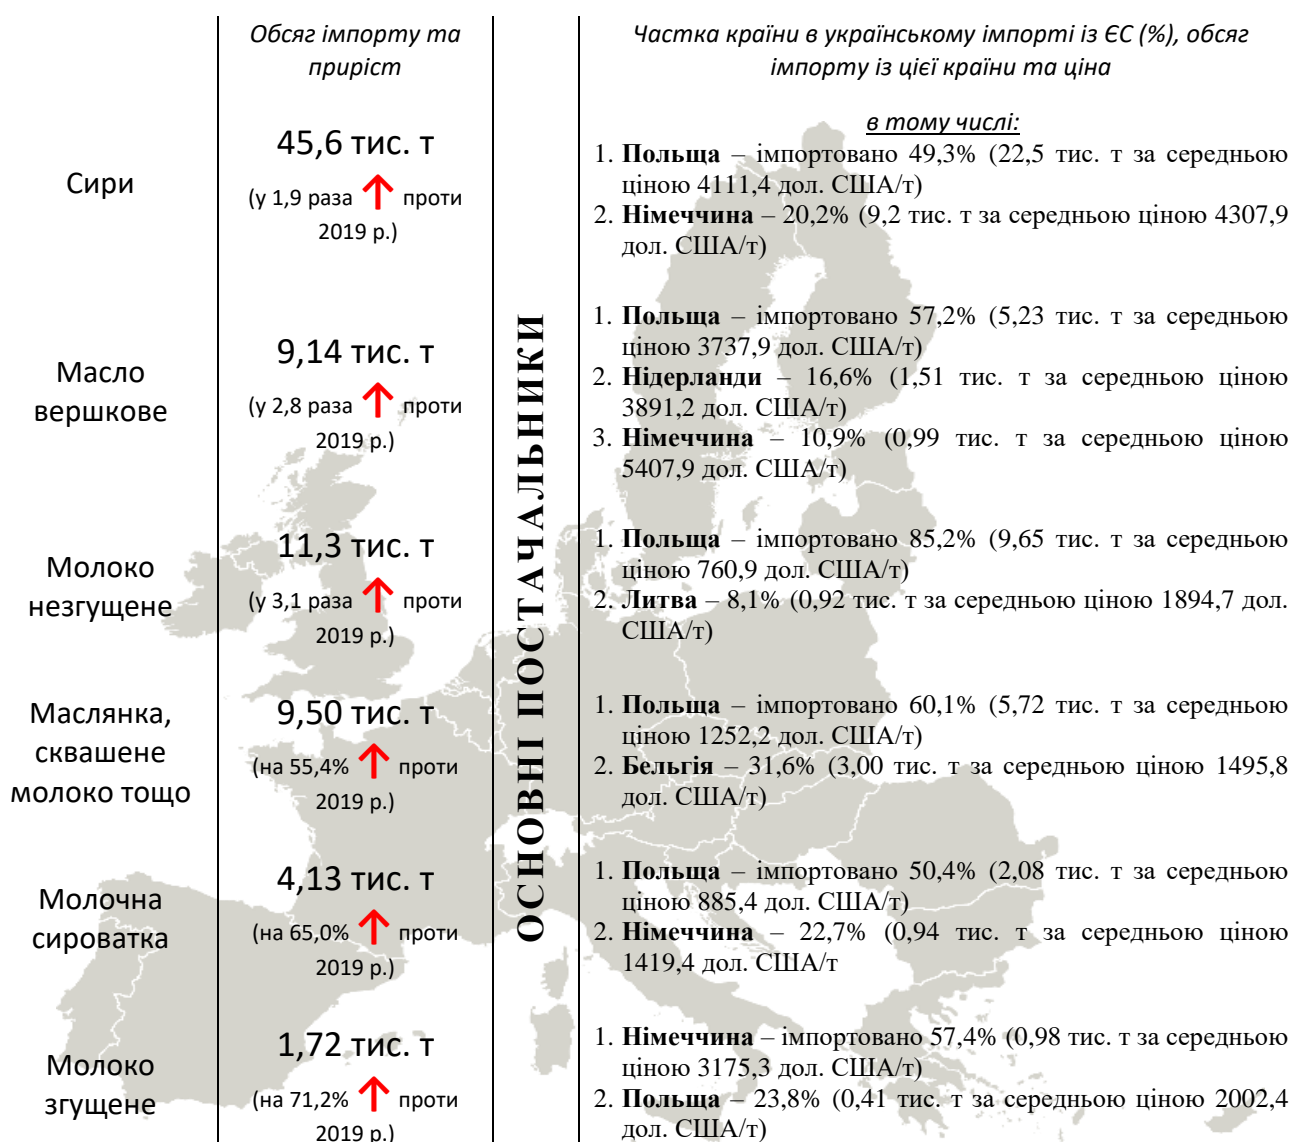 Обсяг імпорту та
приріст
Частка країни в українському імпорті із ЄС (%), обсяг
імпорту із цієї країни та ціна
ОСНОВНІ ПОСТАЧАЛЬНИКИ
в тому числі:
Сири
45,6 тис. т
(у 1,9 раза ↑ проти
2019 р.)
1. Польща – імпортовано 49,3% (22,5 тис. т за середньою
ціною 4111,4 дол. США/т)
2. Німеччина – 20,2% (9,2 тис. т за середньою ціною 4307,9
дол. США/т)
Масло
вершкове
9,14 тис. т
(у 2,8 раза ↑ проти
2019 р.)
1. Польща – імпортовано 57,2% (5,23 тис. т за середньою
ціною 3737,9 дол. США/т)
2. Нідерланди – 16,6% (1,51 тис. т за середньою ціною
3891,2 дол. США/т)
3. Німеччина – 10,9% (0,99 тис. т за середньою ціною
5407,9 дол. США/т)
Молоко
незгущене
11,3 тис. т
(у 3,1 раза ↑ проти
2019 р.)
1. Польща – імпортовано 85,2% (9,65 тис. т за середньою
ціною 760,9 дол. США/т)
2. Литва – 8,1% (0,92 тис. т за середньою ціною 1894,7 дол.
США/т)
Маслянка,
сквашене
молоко тощо
9,50 тис. т
(на 55,4% ↑ проти
2019 р.)
1. Польща – імпортовано 60,1% (5,72 тис. т за середньою
ціною 1252,2 дол. США/т)
2. Бельгія – 31,6% (3,00 тис. т за середньою ціною 1495,8
дол. США/т)
Молочна
сироватка
4,13 тис. т
(на 65,0% ↑ проти
2019 р.)
1. Польща – імпортовано 50,4% (2,08 тис. т за середньою
ціною 885,4 дол. США/т)
2. Німеччина – 22,7% (0,94 тис. т за середньою ціною
1419,4 дол. США/т
Молоко
згущене
1,72 тис. т
(на 71,2% ↑ проти
2019 р.)
1. Німеччина – імпортовано 57,4% (0,98 тис. т за середньою
ціною 3175,3 дол. США/т)
2. Польща – 23,8% (0,41 тис. т за середньою ціною 2002,4
дол. США/т)